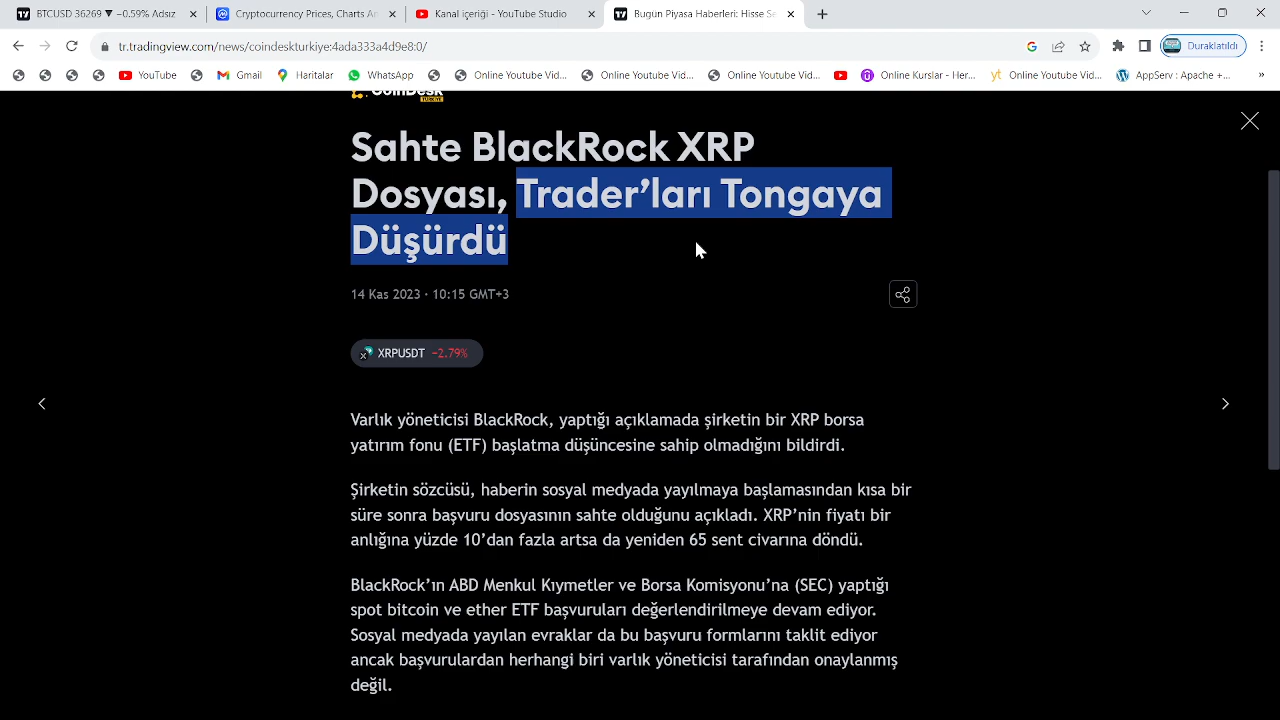 BTCUSD 36269 ▼ −0.59% Adsız
Cryptocurrency Prices, Charts An
Kanal içeriği - YouTube Studio
Bugün Piyasa Haberleri: Hisse Se
tr.tradingview.com/news/coindeskturkiye:4ada333a4d9e8:0/
Duraklatıldı
YouTube
Gmail
Haritalar
WhatsApp
Online Youtube Vid...
Online Youtube Vid...
Online Youtube Vid...
Online Kurslar - Her...
Online Youtube Vid...
AppServ : Apache +...
CoinDesk
TÜRKİYE
Sahte BlackRock XRP
Dosyası, Trader’ları Tongaya
Düşürdü
14 Kas 2023 · 10:15 GMT+3
XRPUSDT −2.79%
Varlık yöneticisi BlackRock, yaptığı açıklamada şirketin bir XRP borsa
yatırım fonu (ETF) başlatma düşüncesine sahip olmadığını bildirdi.
Şirketin sözcüsü, haberin sosyal medyada yayılmaya başlamasından kısa bir
süre sonra başvuru dosyasının sahte olduğunu açıkladı. XRP’nin fiyatı bir
anlığına yüzde 10’dan fazla artsa da yeniden 65 sent civarına döndü.
BlackRock’ın ABD Menkul Kıymetler ve Borsa Komisyonu’na (SEC) yaptığı
spot bitcoin ve ether ETF başvuruları değerlendirilmeye devam ediyor.
Sosyal medyada yayılan evraklar da bu başvuru formlarını taklit ediyor
ancak başvurulardan herhangi biri varlık yöneticisi tarafından onaylanmış
değil.